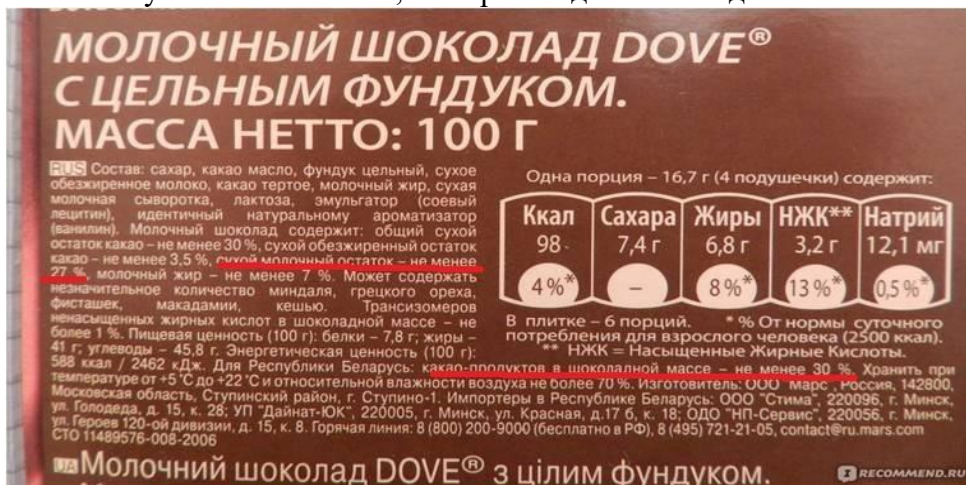 МОЛОЧНЫЙ ШОКОЛАД DOVE®
С ЦЕЛЬНЫМ ФУНДУКОМ.
МАССА НЕТТО: 100 Г
RUS Состав: сахар, какао масло, фундук цельный, сухое
обезжиренное молоко, какао тертое, молочный жир, сухая
молочная сыворотка, лактоза, эмульгатор (соевый
лецитин), идентичный натуральному ароматизатор
(ванилин). Молочный шоколад содержит: общий сухой
остаток какао – не менее 30 %, сухой обезжиренный остаток
какао – не менее 3,5 %, сухой молочный остаток – не менее
27 %, молочный жир – не менее 7 %. Может содержать
незначительное количество миндаля, грецкого ореха,
фисташек, макадамии, кешью. Трансизомеров
ненасыщенных жирных кислот в шоколадной массе – не
более 1 %. Пищевая ценность (100 г): белки – 7,8 г; жиры –
41 г, углеводы – 45,8 г. Энергетическая ценность (100 г):
588 ккал / 2462 кДж. Для Республики Беларусь: какао-продуктов в шоколадной массе – не менее 30 %. Хранить при
температуре от +5 °С до +22 °С и относительной влажности воздуха не более 70 %. Изготовитель: ООО "Марс", Россия, 142800,
Московская область, Ступинский район, г. Ступино-1. Импортеры в Республике Беларусь: ООО "Стима", 220096, г. Минск,
ул. Голодеда, д. 15, к. 28; УП "Дайнат-ЮК", 220005, г. Минск, ул. Красная, д.17 б, к. 18; ОДО "НП-Сервис", 220056, г. Минск,
ул. Героев 120-ой дивизии, д. 15, к. 8. Горячая линия: 8 (800) 200-9000 (бесплатно в РФ), 8 (495) 721-21-05, contact@ru.mars.com
СТО 11489576-008-2006
Одна порция – 16,7 г (4 подушечки) содержит:
Ккал Сахара Жиры НЖК** Натрий
98 7,4 г 6,8 г 3,2 г 12,1 мг
4%* – 8%* 13%* 0,5%*
В плитке – 6 порций. * % От нормы суточного
потребления для взрослого человека (2500 ккал).
** НЖК = Насыщенные Жирные Кислоты.
UA Молочний шоколад DOVE® з цілим фундуком.
RECOMMEND.RU